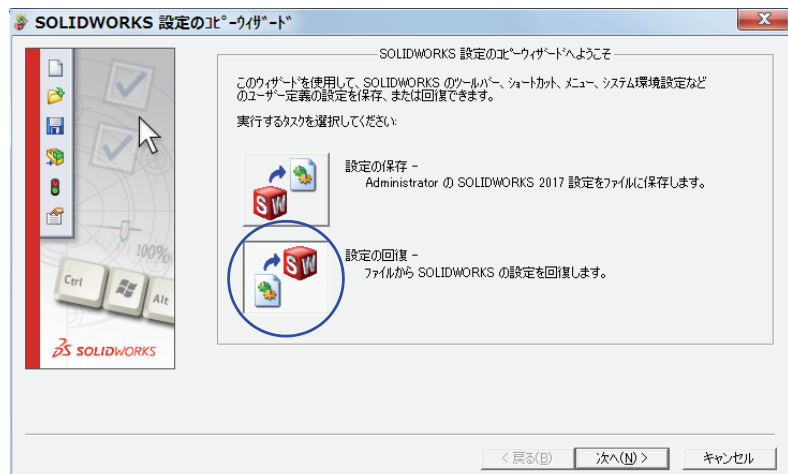 SOLIDWORKS 設定のｺﾋﾟｰｳｨｻﾞｰﾄﾞ
SOLIDWORKS 設定のｺﾋﾟｰｳｨｻﾞｰﾄﾞへようこそ
このｳｨｻﾞｰﾄﾞを使用して、SOLIDWORKS のﾂｰﾙﾊﾞｰ、ｼｮｰﾄｶｯﾄ、ﾒﾆｭｰ、ｼｽﾃﾑ環境設定など
のﾕｰｻﾞｰ定義の設定を保存、または回復できます。
実行するﾀｽｸを選択してください:
設定の保存 -
Administrator の SOLIDWORKS 2017 設定をﾌｧｲﾙに保存します。
設定の回復 -
ﾌｧｲﾙから SOLIDWORKS の設定を回復します。
SW
SW
100%
Ctrl
Alt
SOLIDWORKS
< 戻る(B)
次へ(N) >
キャンセル